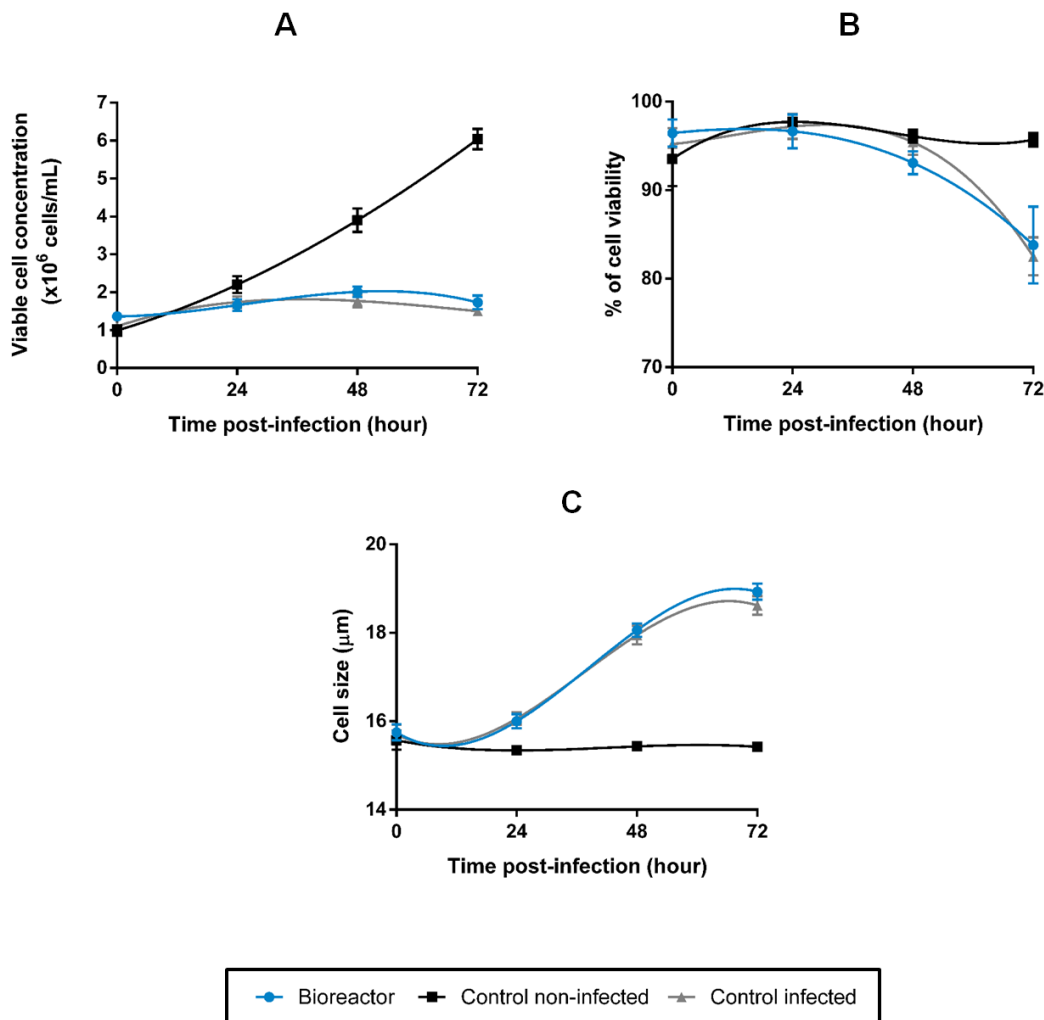 A
Viable cell concentration
(x10⁶ cells/mL)
7
6
5
4
3
2
1
0
0 24 48 72
Time post-infection (hour)
B
% of cell viability
100
90
80
70
0 24 48 72
Time post-infection (hour)
C
Cell size (μm)
20
18
16
14
0 24 48 72
Time post-infection (hour)
Bioreactor Control non-infected Control infected